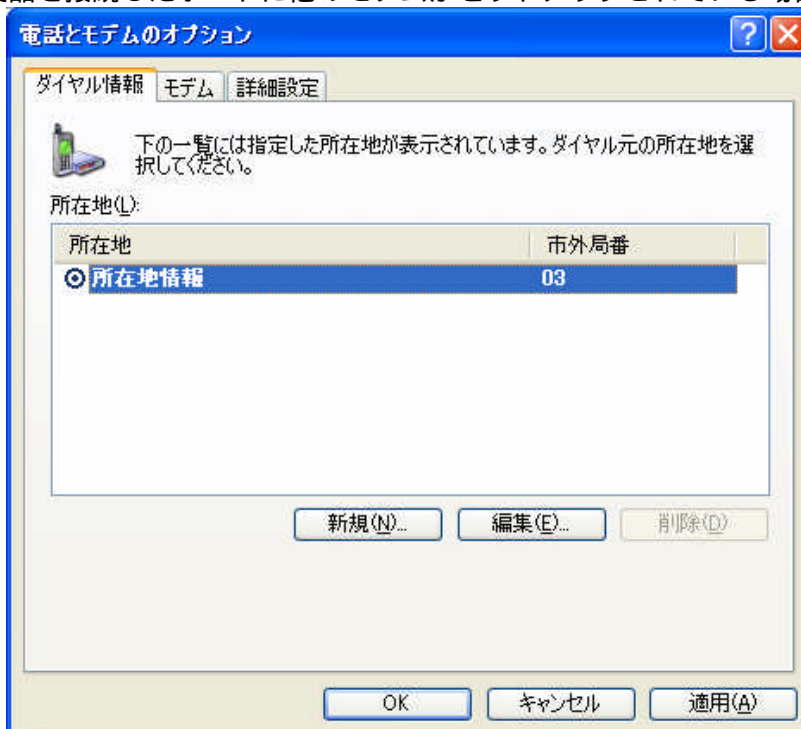 電話とモデムのオプション
ダイヤル情報 モデム 詳細設定
下の一覧には指定した所在地が表示されています。ダイヤル元の所在地を選
択してください。
所在地(L):
所在地 市外局番
所在地情報 03
新規(N)... 編集(E)... 削除(D)
OK キャンセル 適用(A)